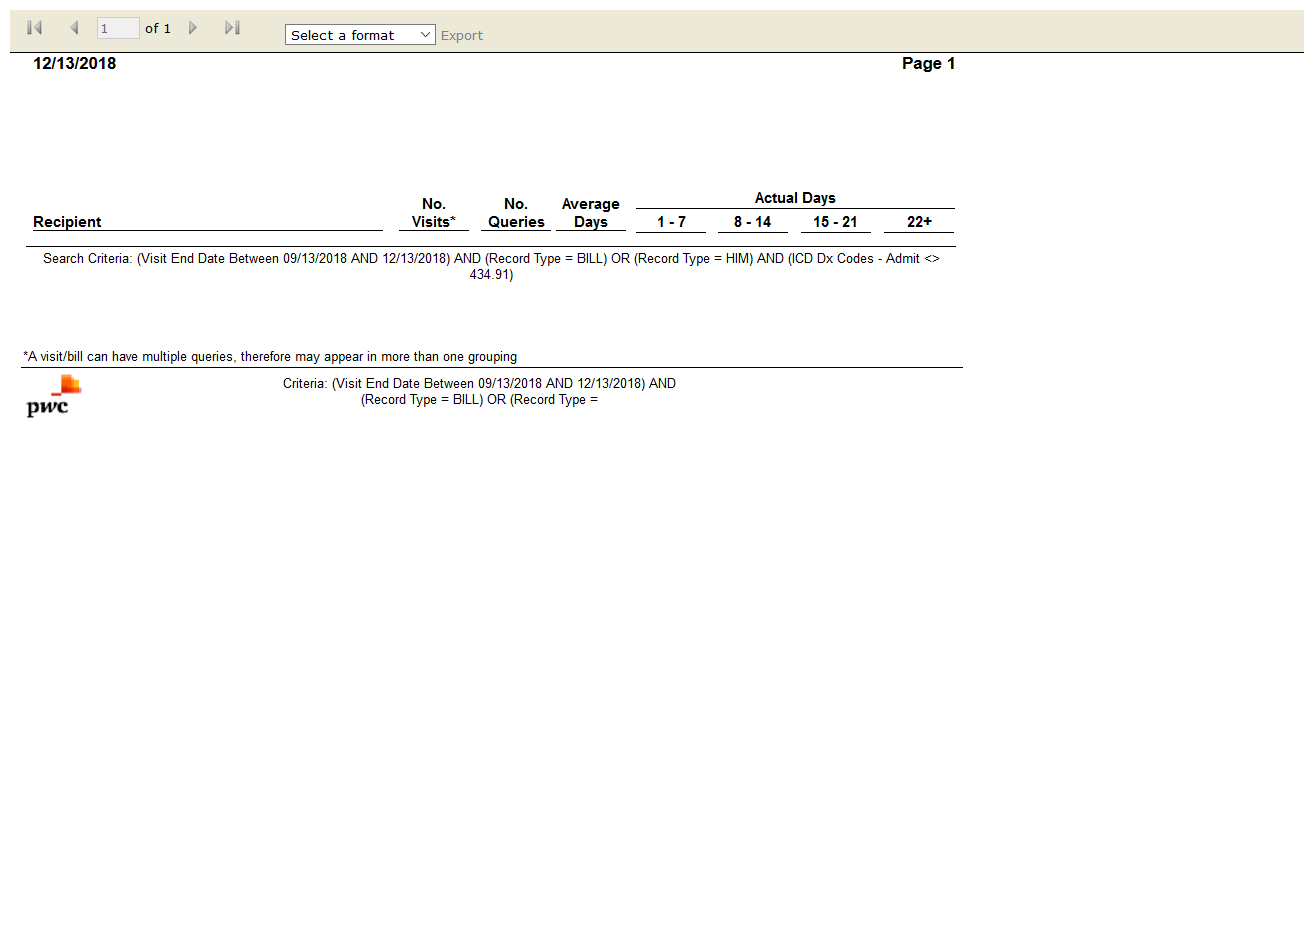 1 of 1 Select a format Export
12/13/2018 Page 1
Actual Days
No. No. Average
Recipient Visits* Queries Days 1 - 7 8 - 14 15 - 21 22+
Search Criteria: (Visit End Date Between 09/13/2018 AND 12/13/2018) AND (Record Type = BILL) OR (Record Type = HIM) AND (ICD Dx Codes - Admit <>
434.91)
*A visit/bill can have multiple queries, therefore may appear in more than one grouping
Criteria: (Visit End Date Between 09/13/2018 AND 12/13/2018) AND
(Record Type = BILL) OR (Record Type =
pwc